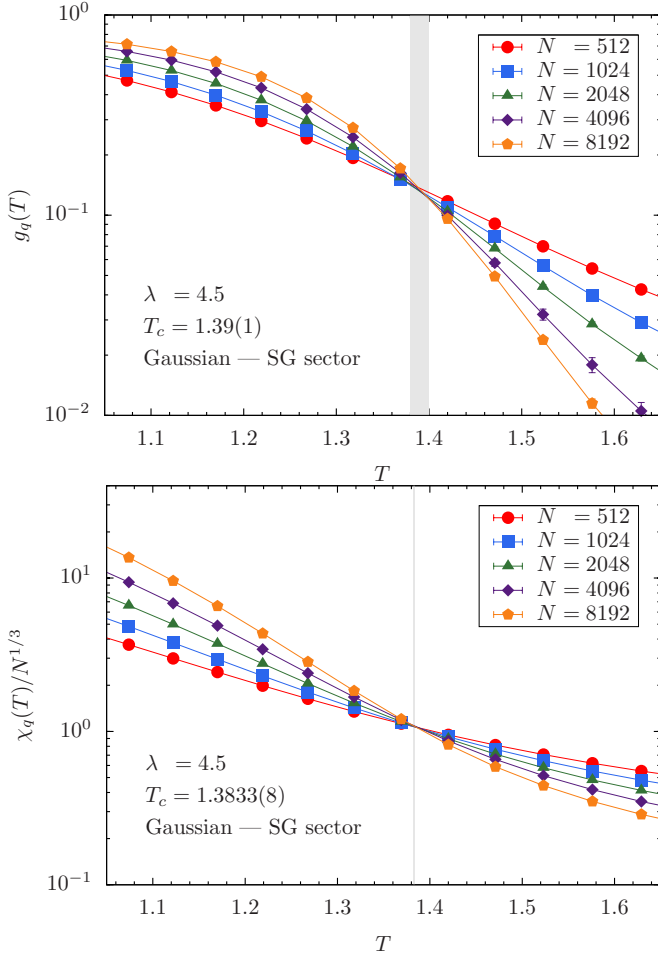 10^0
10^{-1}
10^{-2}
g_q(T)
N = 512
N = 1024
N = 2048
N = 4096
N = 8192
λ = 4.5
T_c = 1.39(1)
Gaussian — SG sector
1.1 1.2 1.3 1.4 1.5 1.6
T
10^1
10^0
10^{-1}
χ_q(T)/N^{1/3}
N = 512
N = 1024
N = 2048
N = 4096
N = 8192
λ = 4.5
T_c = 1.3833(8)
Gaussian — SG sector
1.1 1.2 1.3 1.4 1.5 1.6
T